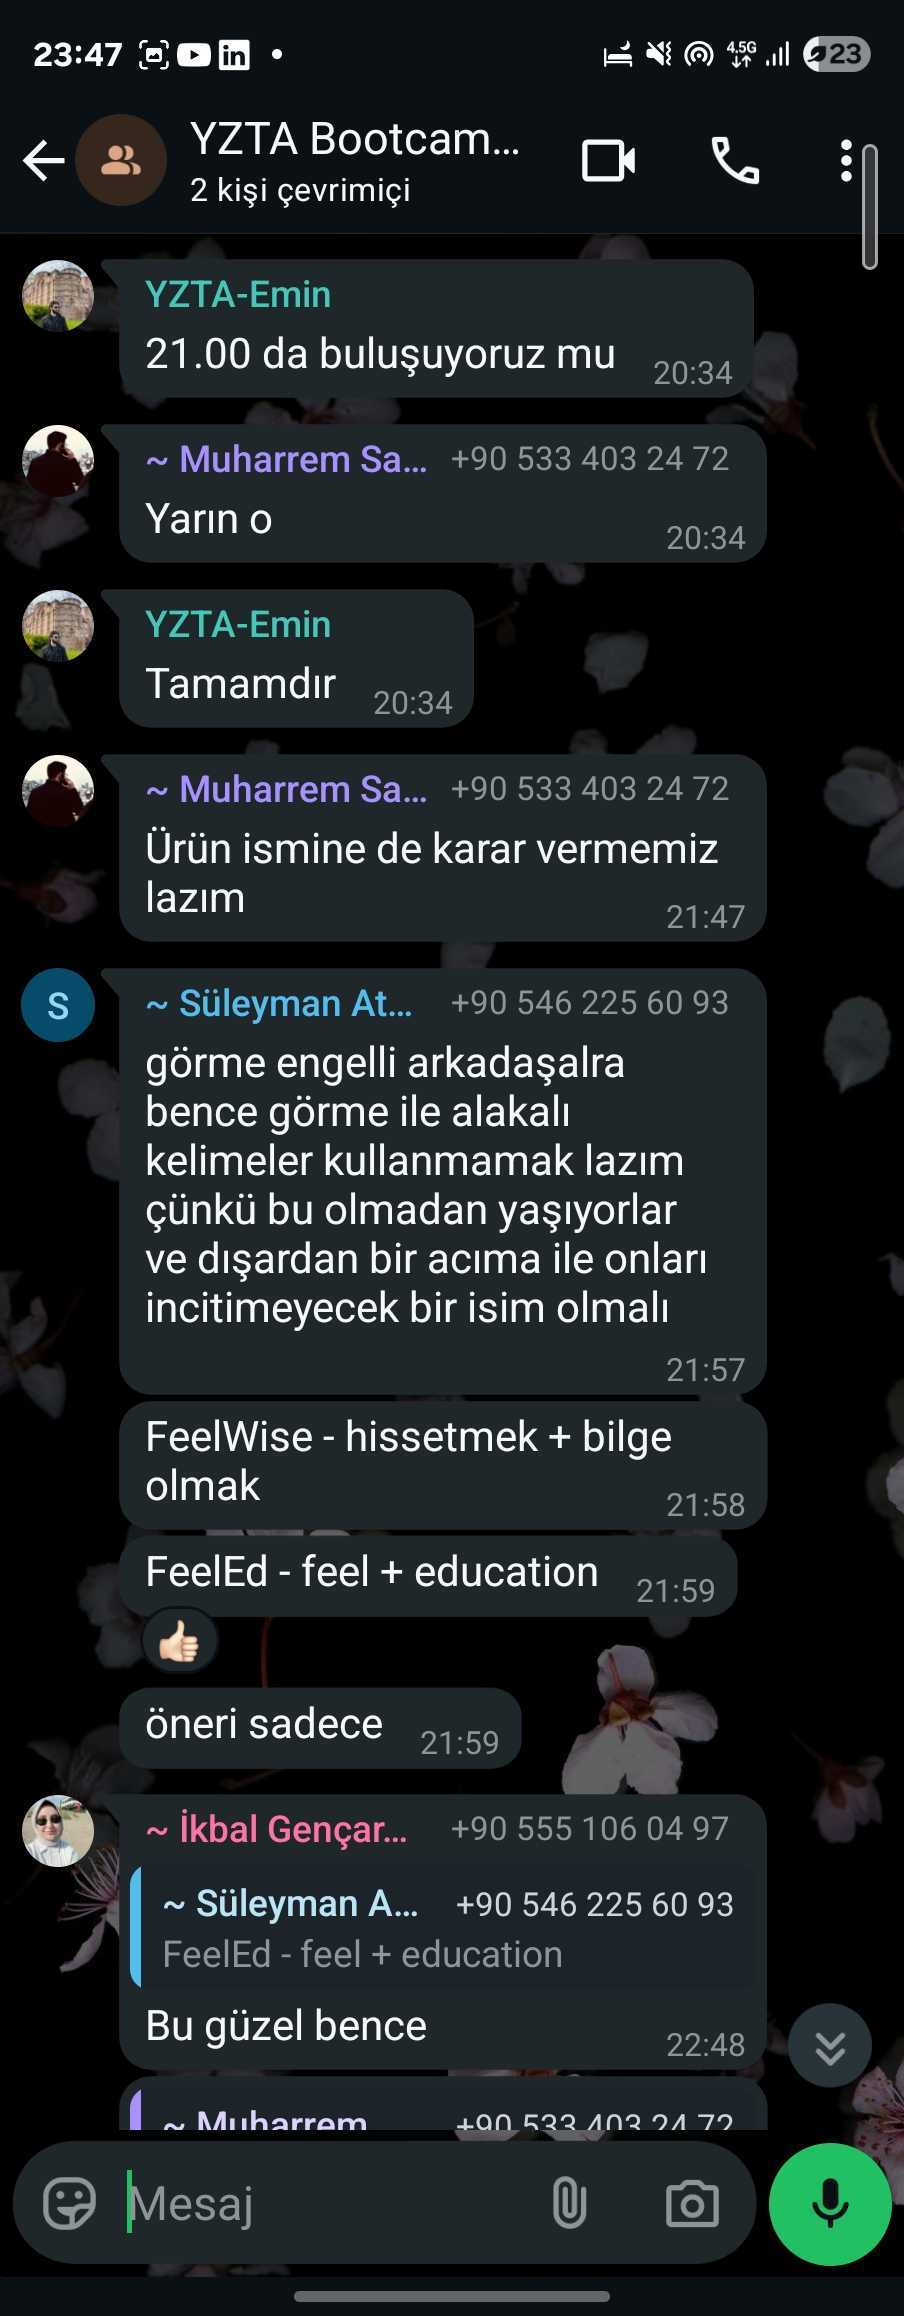 23:47
4.5G
23
YZTA Bootcam...
2 kişi çevrimiçi
YZTA-Emin
21.00 da buluşuyoruz mu 20:34
~ Muharrem Sa... +90 533 403 24 72
Yarın o 20:34
YZTA-Emin
Tamamdır 20:34
~ Muharrem Sa... +90 533 403 24 72
Ürün ismine de karar vermemiz
lazım
21:47
S
~ Süleyman At... +90 546 225 60 93
görme engelli arkadaşalra
bence görme ile alakalı
kelimeler kullanmamak lazım
çünkü bu olmadan yaşıyorlar
ve dışardan bir acıma ile onları
incitimeyecek bir isim olmalı
21:57
FeelWise - hissetmek + bilge
olmak
21:58
FeelEd - feel + education 21:59
öneri sadece 21:59
~ İkbal Gençar... +90 555 106 04 97
~ Süleyman A... +90 546 225 60 93
FeelEd - feel + education
Bu güzel bence 22:48
~ Muharrem +90 533 403 24 72
Mesaj